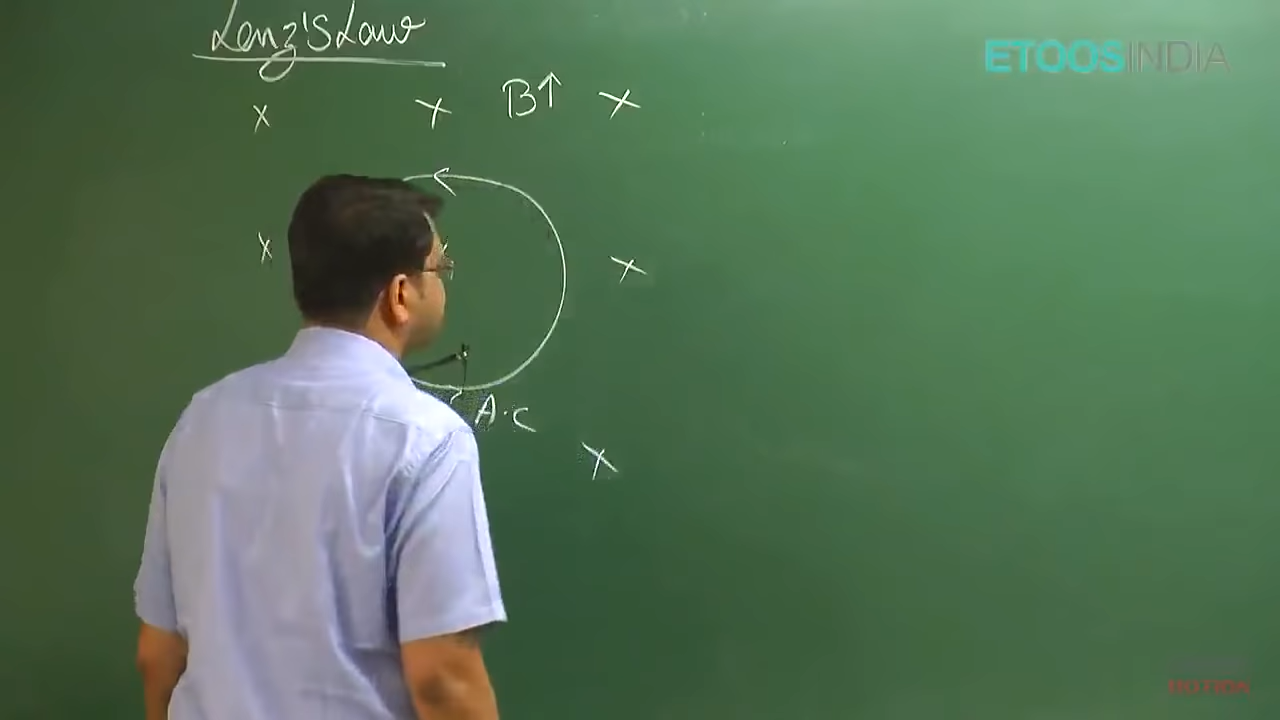 Lenz's Law
ETOOSINDIA
x x B↑ x
x x
A.C
x